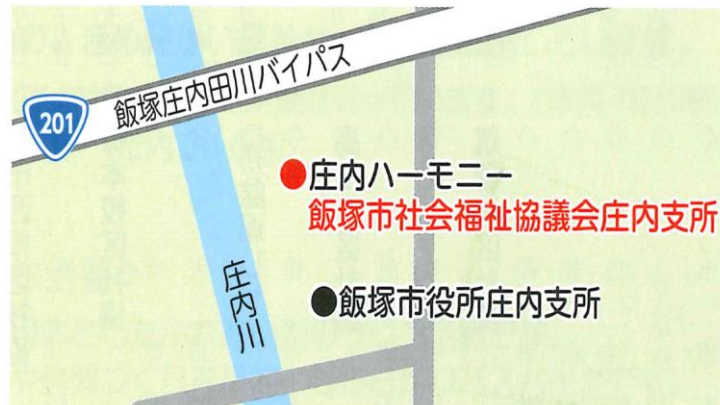 飯塚庄内田川バイパス
201
庄内ハーモニー
飯塚市社会福祉協議会庄内支所
庄内川
飯塚市役所庄内支所